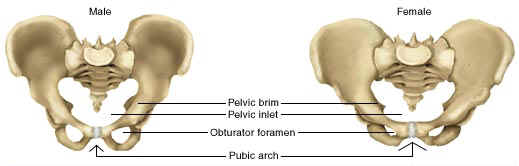 Male
Female
Pelvic brim
Pelvic inlet
Obturator foramen
Pubic arch